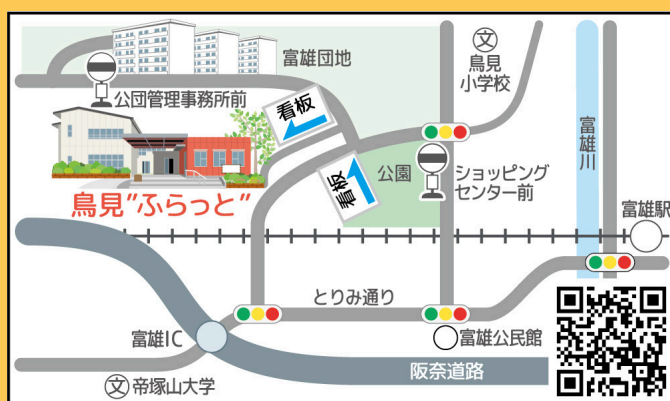 富雄団地
文
鳥見
小学校
公団管理事務所前
看板
看板
公園
ショッピング
センター前
富雄川
富雄駅
鳥見”ふらっと”
とりみ通り
富雄IC
富雄公民館
阪奈道路
文 帝塚山大学